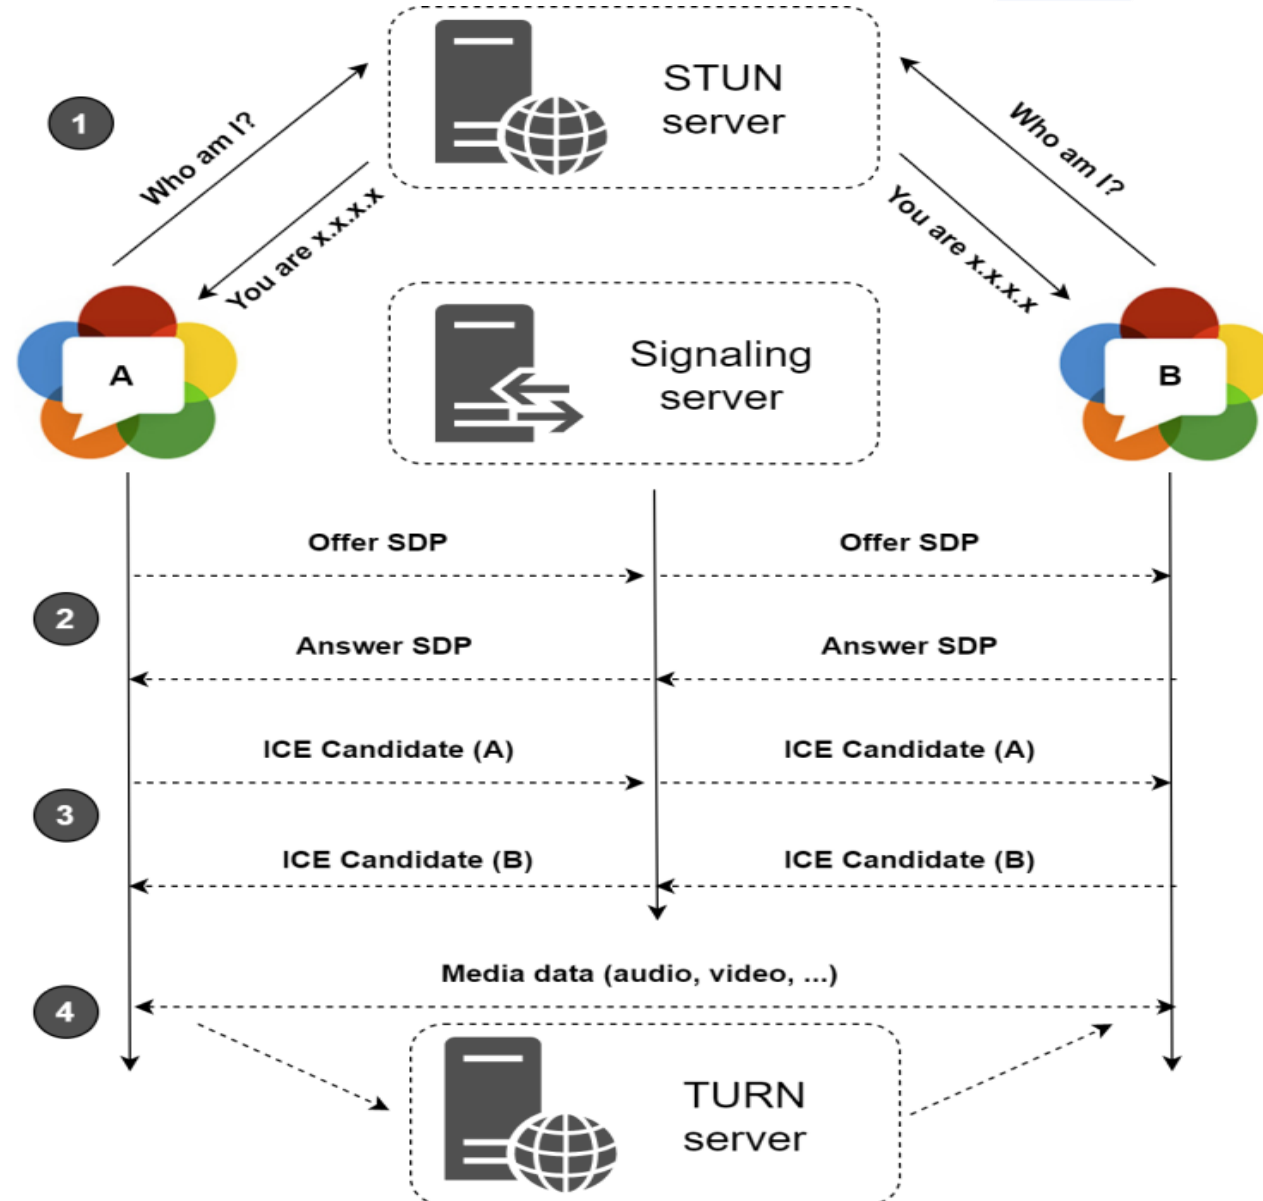 STUN
server
1
Who am I?
You are x.x.x.x
Who am I?
You are x.x.x.x
Signaling
server
A
B
Offer SDP
Offer SDP
2
Answer SDP
Answer SDP
ICE Candidate (A)
ICE Candidate (A)
3
ICE Candidate (B)
ICE Candidate (B)
Media data (audio, video, ...)
4
TURN
server